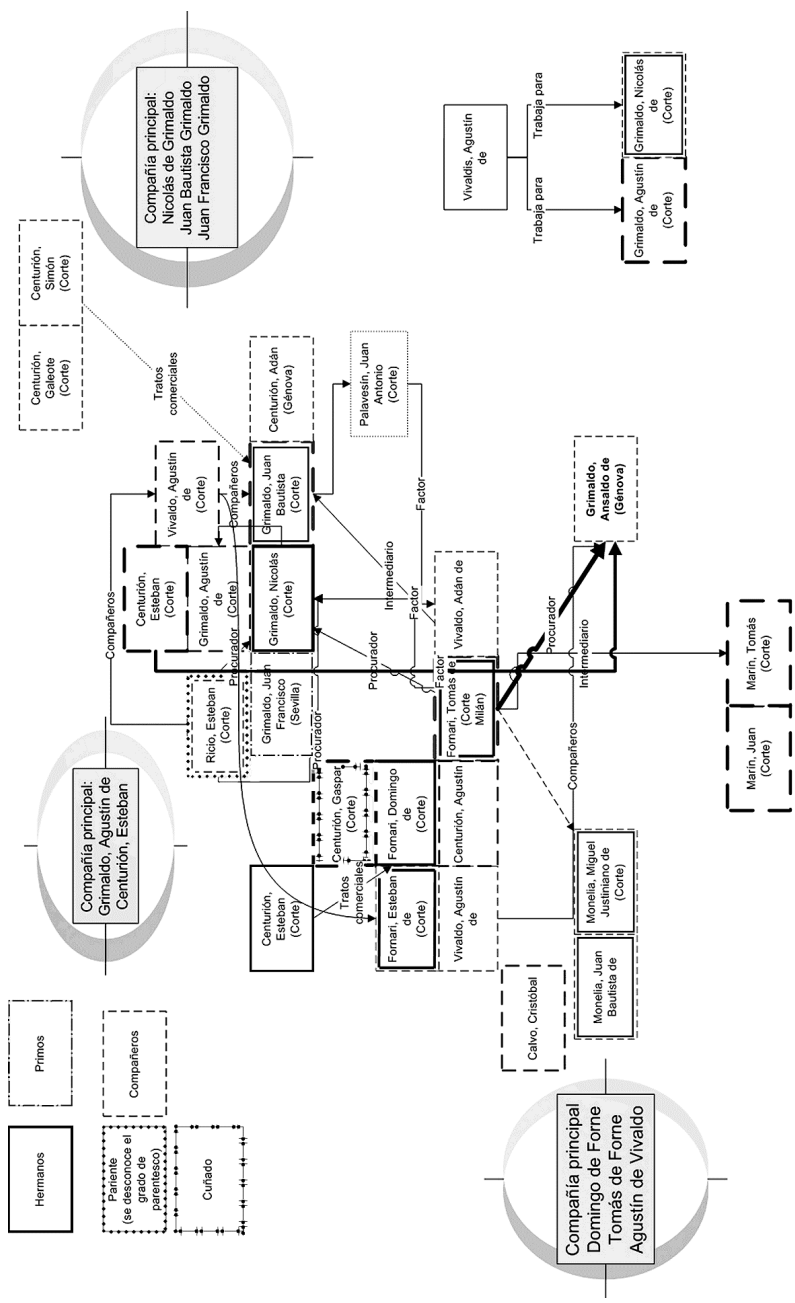 Hermanos
Primos
Pariente
(se desconoce el
grado de
parentesco)
Compañeros
Cuñado
Compañía principal:
Grimaldo, Agustín de
Centurión, Esteban
Compañía principal:
Nicolás de Grimaldo
Juan Bautista Grimaldo
Juan Francisco Grimaldo
Compañía principal
Domingo de Forne
Tomás de Forne
Agustín de Vivaldo
Centurión,
Galeote
(Corte)
Centurión,
Simón
(Corte)
Tratos
comerciales
Compañeros
Centurión,
Esteban
(Corte)
Vivaldo, Agustín
de
(Corte)
Ricio, Esteban
(Corte)
Grimaldo, Agustín
de
(Corte)
Procurador
Compañeros
Grimaldo, Juan
Francisco
(Sevilla)
Grimaldo, Nicolás
(Corte)
Grimaldo, Juan
Bautista
(Corte)
Centurión, Adán
(Génova)
Centurión,
Esteban
(Corte)
Tratos
comerciales
Procurador
Centurión, Gaspar
(Corte)
Palavesín, Juan
Antonio
(Corte)
Procurador
Intermediario
Factor
Factor
Factor
Fornari, Esteban
de
(Corte)
Fornari, Domingo
de
(Corte)
Fornari, Tomás de
(Corte
Milán)
Vivaldo, Adán de
Vivaldo, Agustín
de
Centurión, Agustín
Calvo, Cristóbal
Procurador
Intermediario
Compañeros
Monelia, Juan
Bautista de
Monelia, Miguel
Justiniano de
(Corte)
Grimaldo,
Ansaldo de
(Génova)
Marín, Juan
(Corte)
Marín, Tomás
(Corte)
Vivaldis, Agustín
de
Trabaja para
Trabaja para
Grimaldo, Agustín
de
(Corte)
Grimaldo, Nicolás
de
(Corte)